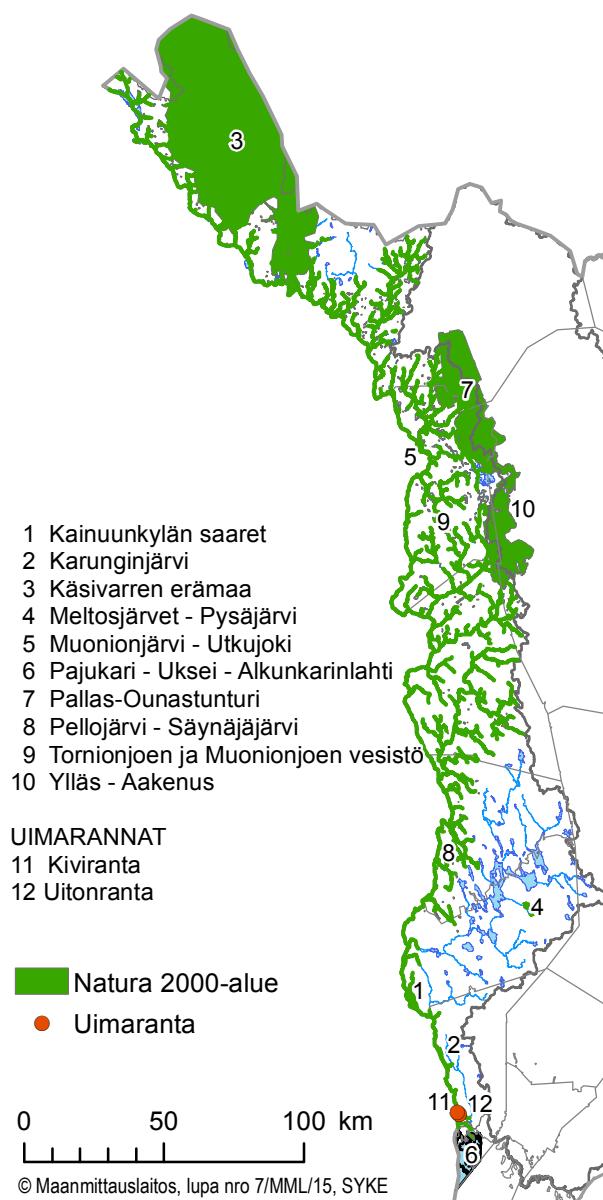 3
7
5
10
9
1 Kainuunkylän saaret
2 Karunginjärvi
3 Käsivarren erämaa
4 Meltosjärvet - Pysäjärvi
5 Muonionjärvi - Utkujoki
6 Pajukari - Uksei - Alkunkarinlahti
7 Pallas-Ounastunturi
8 Pellojärvi - Säynäjäjärvi
9 Tornionjoen ja Muonionjoen vesistö
10 Ylläs - Aakenus
UIMARANNAT
11 Kiviranta
12 Uitonranta
8
4
Natura 2000-alue
1
Uimaranta
2
11 12
0 50 100 km
6
© Maanmittauslaitos, lupa nro 7/MML/15, SYKE